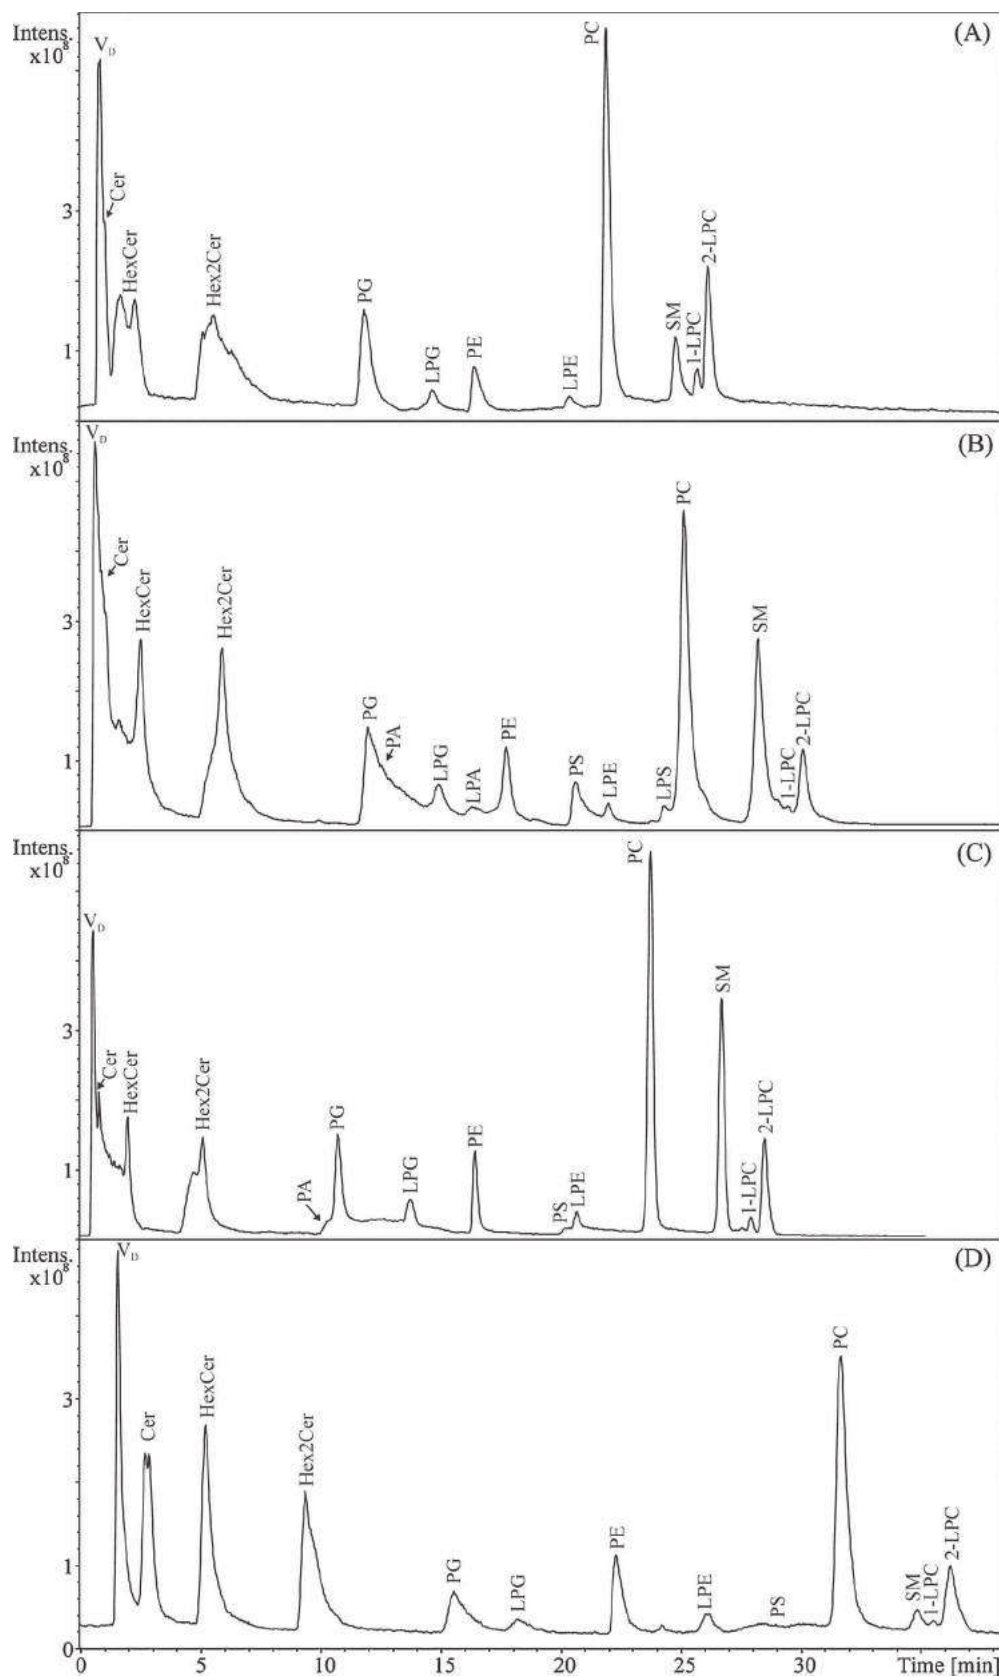 Intens.
x10⁸
V_D
Cer
HexCer
Hex2Cer
PG
LPG
PE
LPE
PC
SM
1-LPC
2-LPC
(A)
3
1
Intens.
x10⁸
V_D
Cer
HexCer
Hex2Cer
PG
PA
LPG
LPA
PE
PS
LPE
LPS
PC
SM
1-LPC
2-LPC
(B)
3
1
Intens.
x10⁸
V_D
Cer
HexCer
Hex2Cer
PA
PG
LPG
PE
PS
LPE
PC
SM
1-LPC
2-LPC
(C)
3
1
Intens.
x10⁸
V_D
Cer
HexCer
Hex2Cer
PG
LPG
PE
LPE
PS
PC
SM
1-LPC
2-LPC
(D)
3
1
0
0 5 10 15 20 25 30 Time [min]